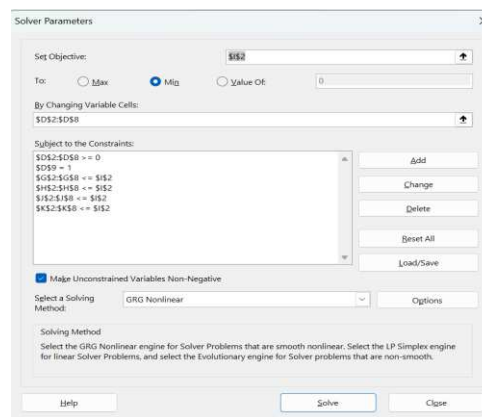 Solver Parameters
Set Objective:
$I$2
To:
Max
Min
Value Of:
0
By Changing Variable Cells:
$D$2:$D$8
Subject to the Constraints:
$D$2:$D$8 >= 0
$D$9 = 1
$G$2:$G$8 <= $I$2
$H$2:$H$8 <= $I$2
$J$2:$J$8 <= $I$2
$K$2:$K$8 <= $I$2
Add
Change
Delete
Reset All
Load/Save
Make Unconstrained Variables Non-Negative
Select a Solving
Method:
GRG Nonlinear
Options
Solving Method
Select the GRG Nonlinear engine for Solver Problems that are smooth nonlinear. Select the LP Simplex engine
for linear Solver Problems, and select the Evolutionary engine for Solver problems that are non-smooth.
Help
Solve
Close